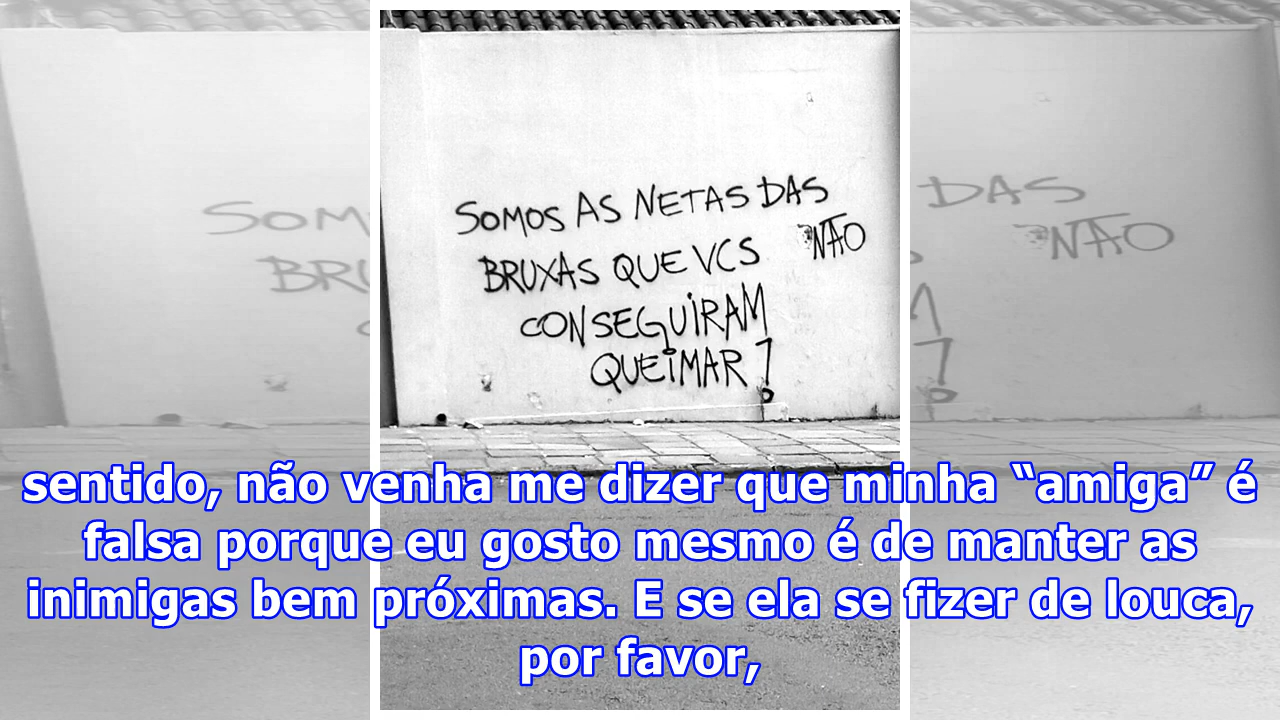 SOMOS AS NETAS DAS
BRUXAS QUE VCS NÃO
CONSEGUIRAM
QUEIMAR!
sentido, não venha me dizer que minha “amiga” é
falsa porque eu gosto mesmo é de manter as
inimigas bem próximas. E se ela se fizer de louca,
por favor,